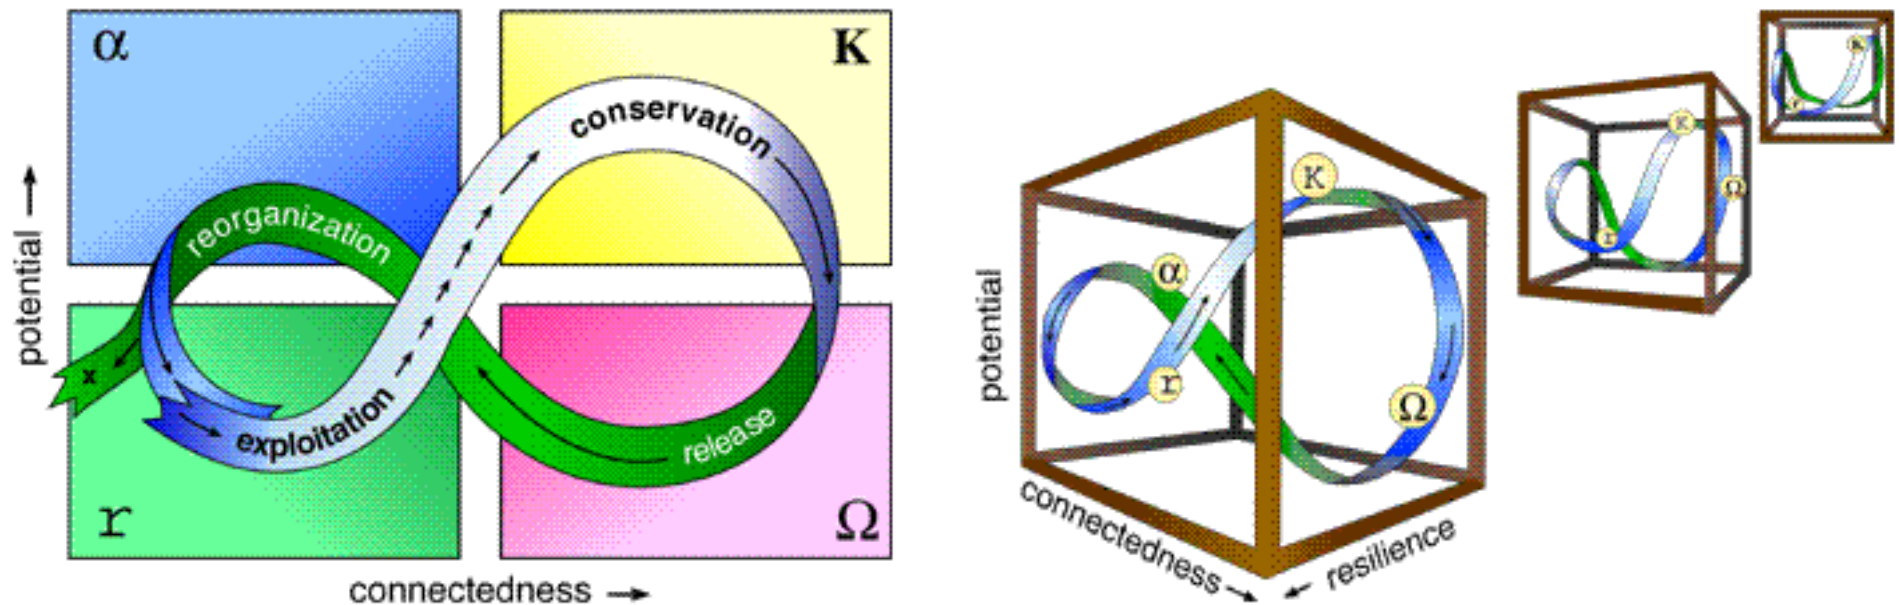 α
K
conservation
reorganization
potential →
x
exploitation
release
r
Ω
connectedness →
K
α
potential
r
Ω
connectedness →
← resilience
K
Ω
r
K
r